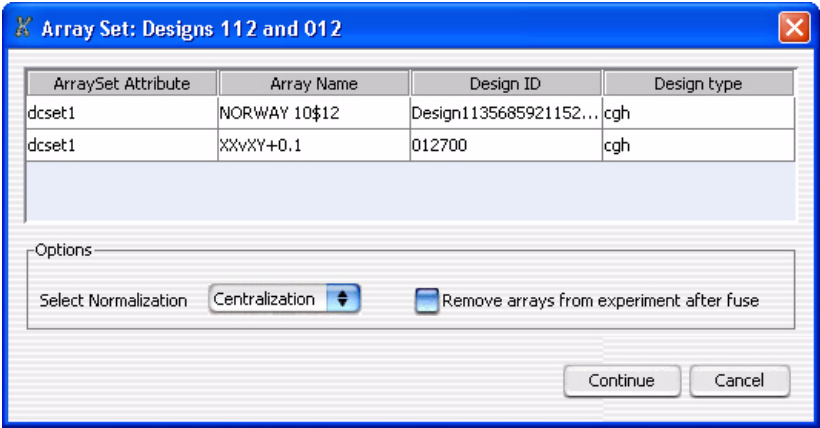 Array Set: Designs 112 and 012
ArraySet Attribute Array Name Design ID Design type
dcset1 NORWAY 10$12 Design1135685921152... cgh
dcset1 XXvXY+0.1 012700 cgh
Options
Select Normalization Centralization Remove arrays from experiment after fuse
Continue Cancel